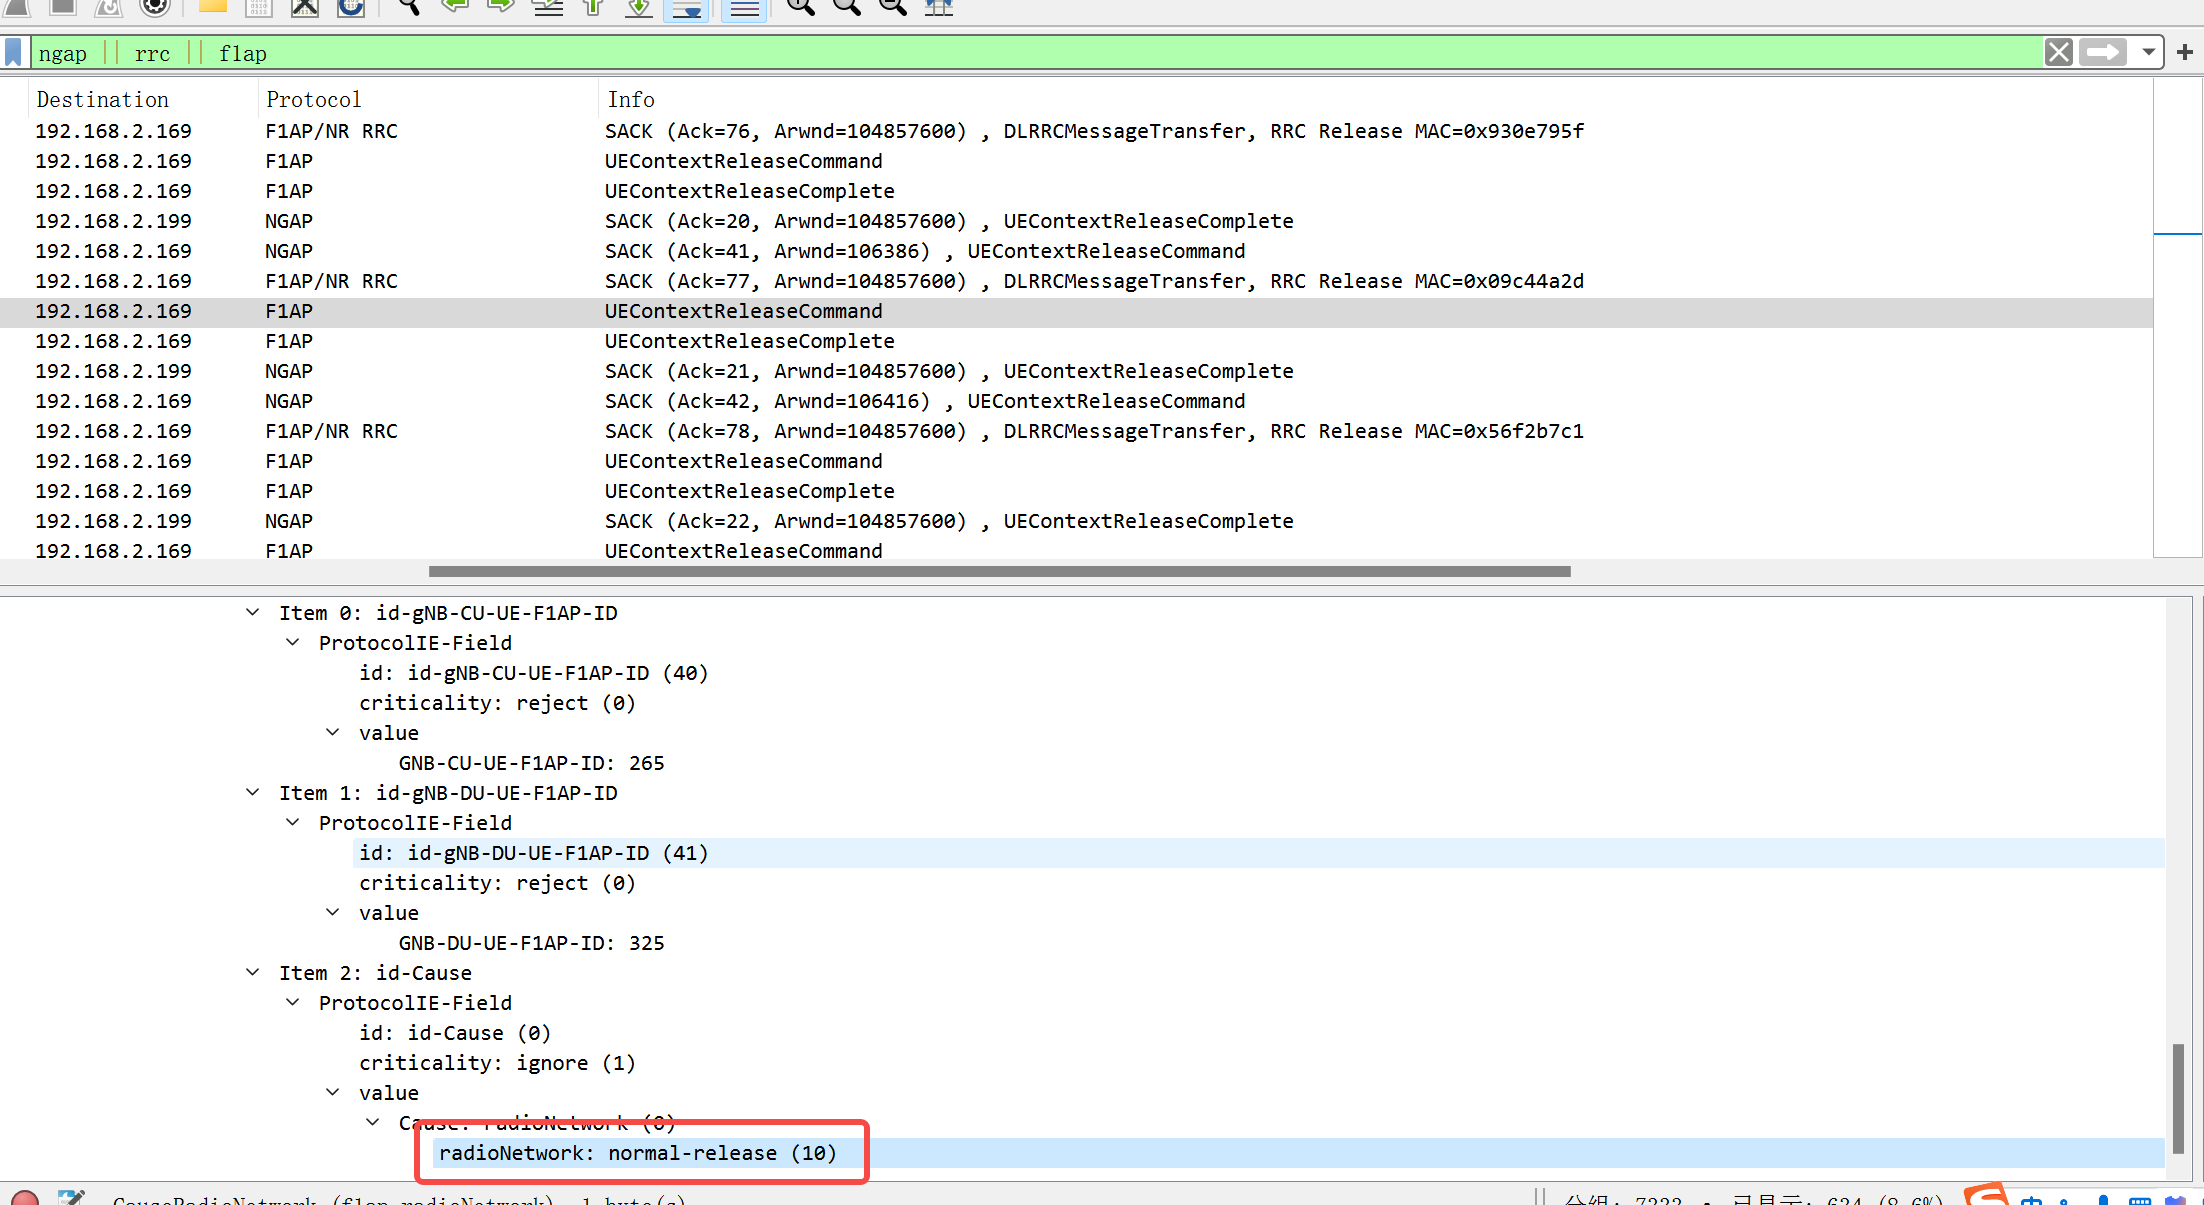 ngap || rrc || f1ap
Destination Protocol Info
192.168.2.169 F1AP/NR RRC SACK (Ack=76, Arwnd=104857600) , DLRRCMessageTransfer, RRC Release MAC=0x930e795f
192.168.2.169 F1AP UEContextReleaseCommand
192.168.2.169 F1AP UEContextReleaseComplete
192.168.2.199 NGAP SACK (Ack=20, Arwnd=104857600) , UEContextReleaseComplete
192.168.2.169 NGAP SACK (Ack=41, Arwnd=106386) , UEContextReleaseCommand
192.168.2.169 F1AP/NR RRC SACK (Ack=77, Arwnd=104857600) , DLRRCMessageTransfer, RRC Release MAC=0x09c44a2d
192.168.2.169 F1AP UEContextReleaseCommand
192.168.2.169 F1AP UEContextReleaseComplete
192.168.2.199 NGAP SACK (Ack=21, Arwnd=104857600) , UEContextReleaseComplete
192.168.2.169 NGAP SACK (Ack=42, Arwnd=106416) , UEContextReleaseCommand
192.168.2.169 F1AP/NR RRC SACK (Ack=78, Arwnd=104857600) , DLRRCMessageTransfer, RRC Release MAC=0x56f2b7c1
192.168.2.169 F1AP UEContextReleaseCommand
192.168.2.169 F1AP UEContextReleaseComplete
192.168.2.199 NGAP SACK (Ack=22, Arwnd=104857600) , UEContextReleaseComplete
192.168.2.169 F1AP UEContextReleaseCommand
Item 0: id-gNB-CU-UE-F1AP-ID
ProtocolIE-Field
id: id-gNB-CU-UE-F1AP-ID (40)
criticality: reject (0)
value
GNB-CU-UE-F1AP-ID: 265
Item 1: id-gNB-DU-UE-F1AP-ID
ProtocolIE-Field
id: id-gNB-DU-UE-F1AP-ID (41)
criticality: reject (0)
value
GNB-DU-UE-F1AP-ID: 325
Item 2: id-Cause
ProtocolIE-Field
id: id-Cause (0)
criticality: ignore (1)
value
Cause: radioNetwork (0)
radioNetwork: normal-release (10)
CauseRadioNetwork (f1ap.radioNetwork), 1 byte(s)